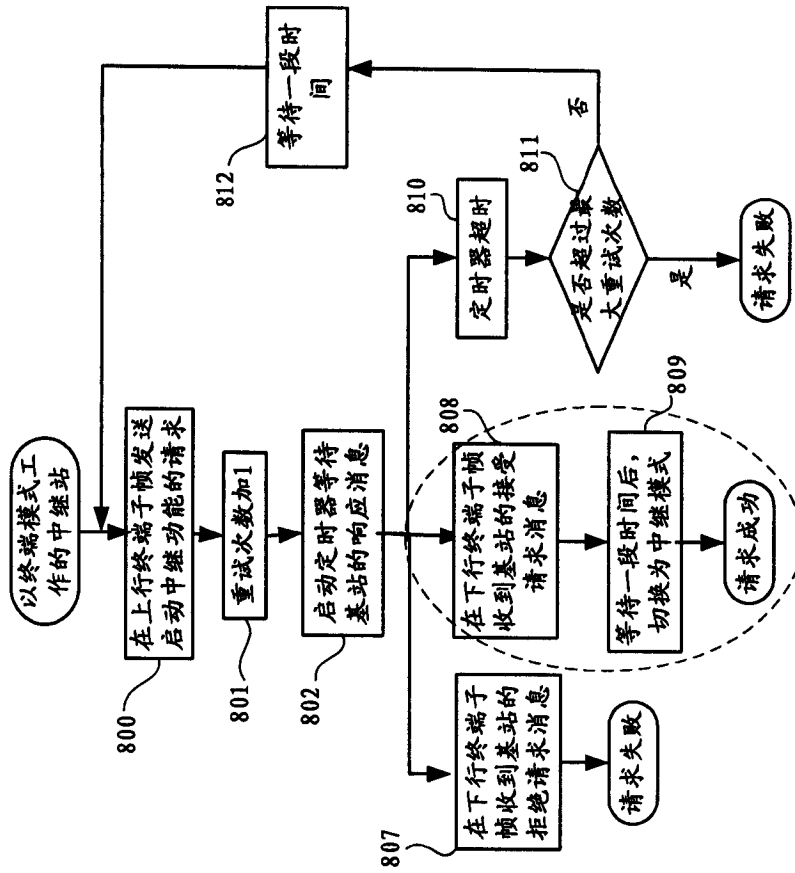 以终端模式工
作的中继站
在上行终端子帧发送
启动中继功能的请求
800
重试次数加1
801
启动定时器等待
基站的响应消息
802
在下行终端子
帧收到基站的
拒绝请求消息
807
请求失败
在下行终端子帧
收到基站的接受
请求消息
808
等待一段时间后,
切换为中继模式
809
请求成功
定时器超时
810
是否超过最
大重试次数
811
是
否
请求失败
等待一段时
间
812